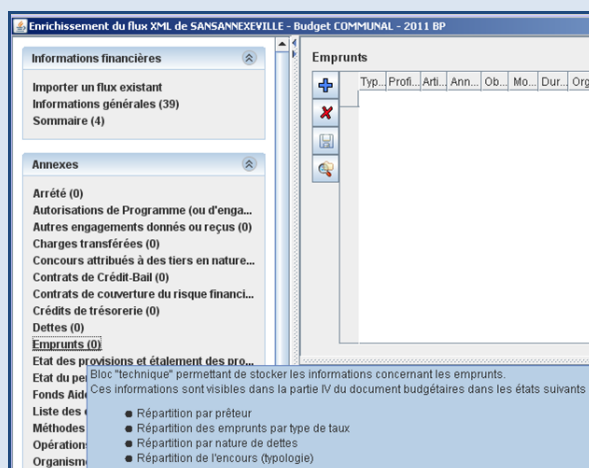 Enrichissement du flux XML de SANSANNEXEVILLE - Budget COMMUNAL - 2011 BP
Informations financières
Importer un flux existant
Informations générales (39)
Sommaire (4)
Annexes
Arrêté (0)
Autorisations de Programme (ou d'enga...
Autres engagements donnés ou reçus (0)
Charges transférées (0)
Concours attribués à des tiers en nature...
Contrats de Crédit-Bail (0)
Contrats de couverture du risque financi...
Crédits de trésorerie (0)
Dettes (0)
Emprunts (0)
Etat des provisions et étalement des pro...
Etat du pe
Fonds Aide
Liste des
Méthodes
Opération
Organism
Emprunts
Typ... Profi... Arti... Ann... Ob... Mo... Dur... Org
Bloc "technique" permettant de stocker les informations concernant les emprunts.
Ces informations sont visibles dans la partie IV du document budgétaires dans les états suivants
● Répartition par prêteur
● Répartition des emprunts par type de taux
● Répartition par nature de dettes
● Répartition de l'encours (typologie)